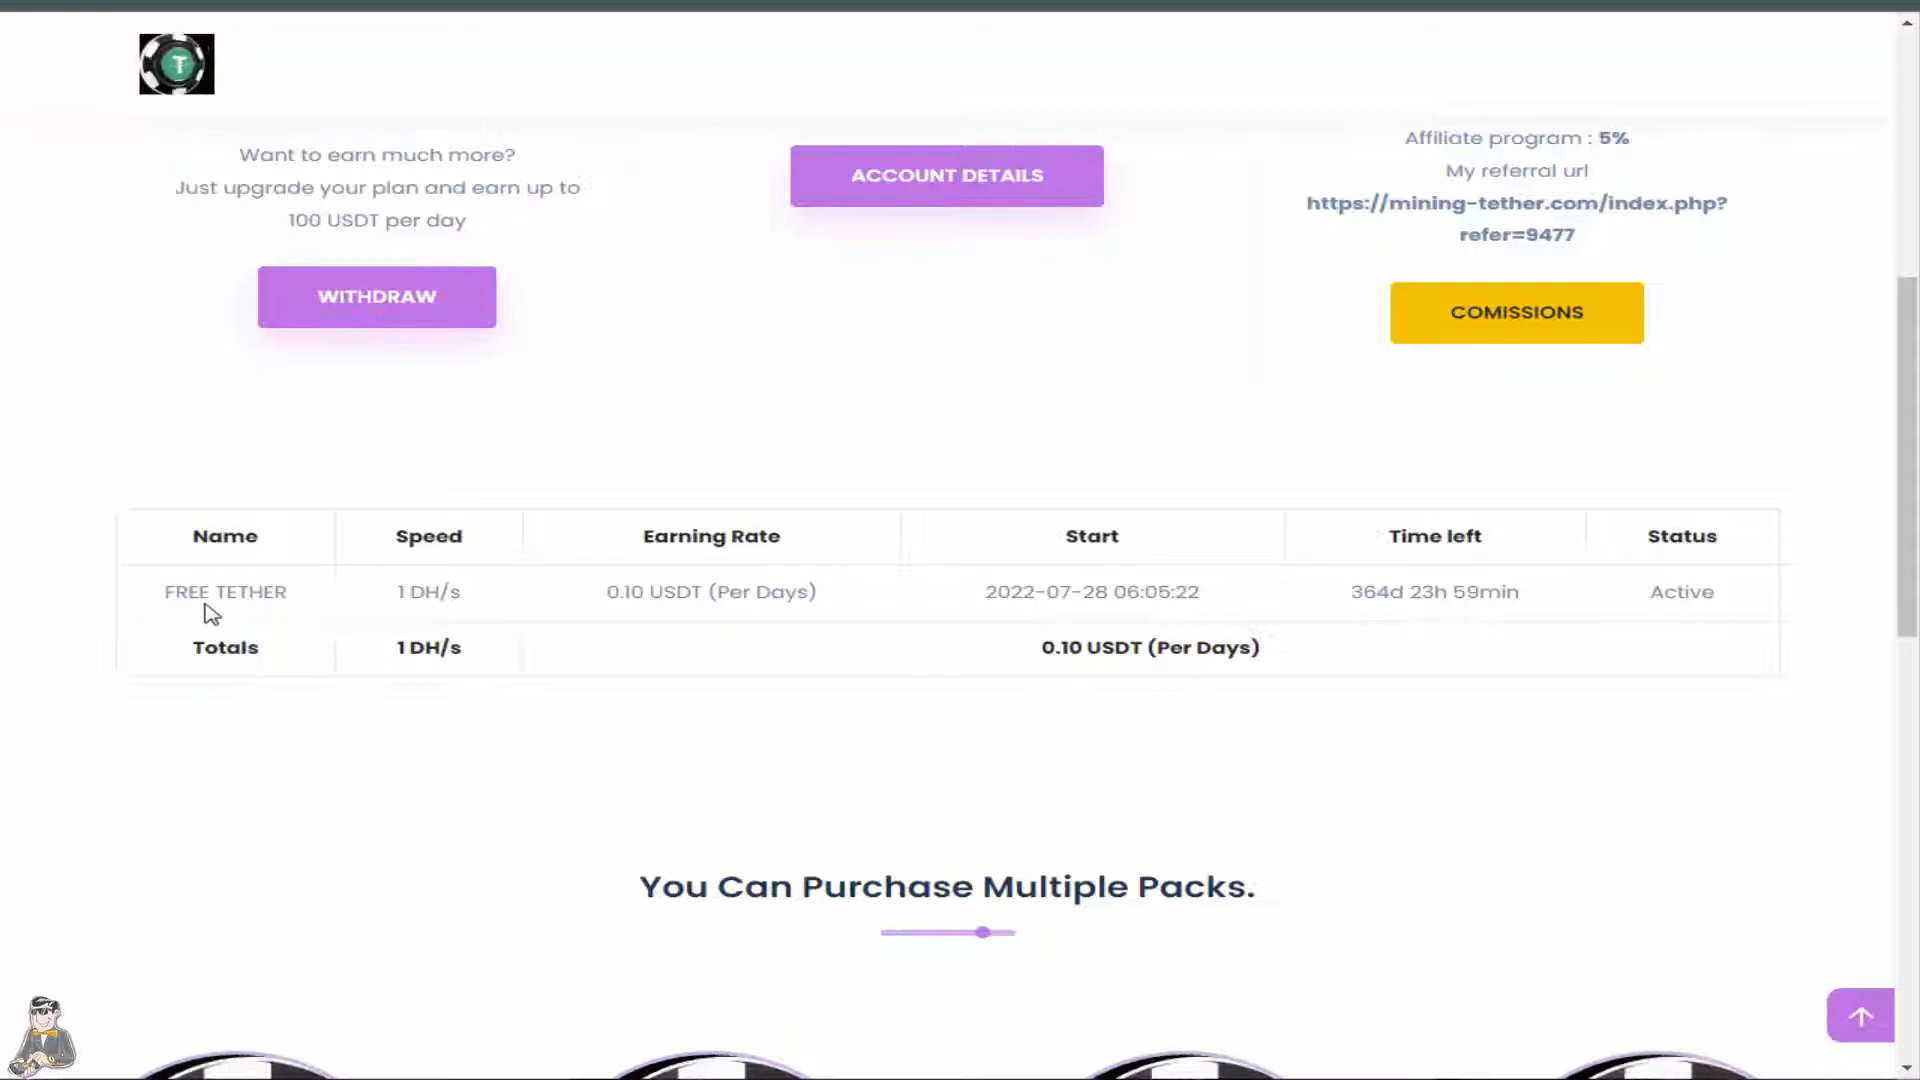 T
Want to earn much more?
Just upgrade your plan and earn up to
100 USDT per day
WITHDRAW
ACCOUNT DETAILS
Affiliate program : 5%
My referral url
https://mining-tether.com/index.php?
refer=9477
COMISSIONS
Name Speed Earning Rate Start Time left Status
FREE TETHER 1 DH/s 0.10 USDT (Per Days) 2022-07-28 06:05:22 364d 23h 59min Active
Totals 1 DH/s 0.10 USDT (Per Days)
You Can Purchase Multiple Packs.